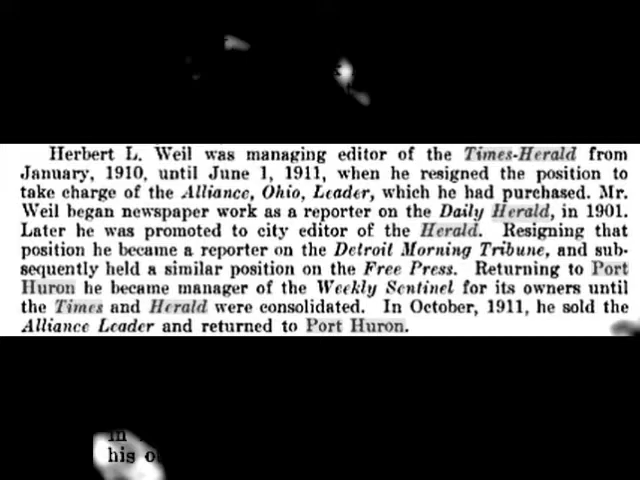 Herbert L. Weil was managing editor of the Times-Herald from
January, 1910, until June 1, 1911, when he resigned the position to
take charge of the Alliance, Ohio, Leader, which he had purchased. Mr.
Weil began newspaper work as a reporter on the Daily Herald, in 1901.
Later he was promoted to city editor of the Herald. Resigning that
position he became a reporter on the Detroit Morning Tribune, and sub-
sequently held a similar position on the Free Press. Returning to Port
Huron he became manager of the Weekly Sentinel for its owners until
the Times and Herald were consolidated. In October, 1911, he sold the
Alliance Leader and returned to Port Huron.
In
his